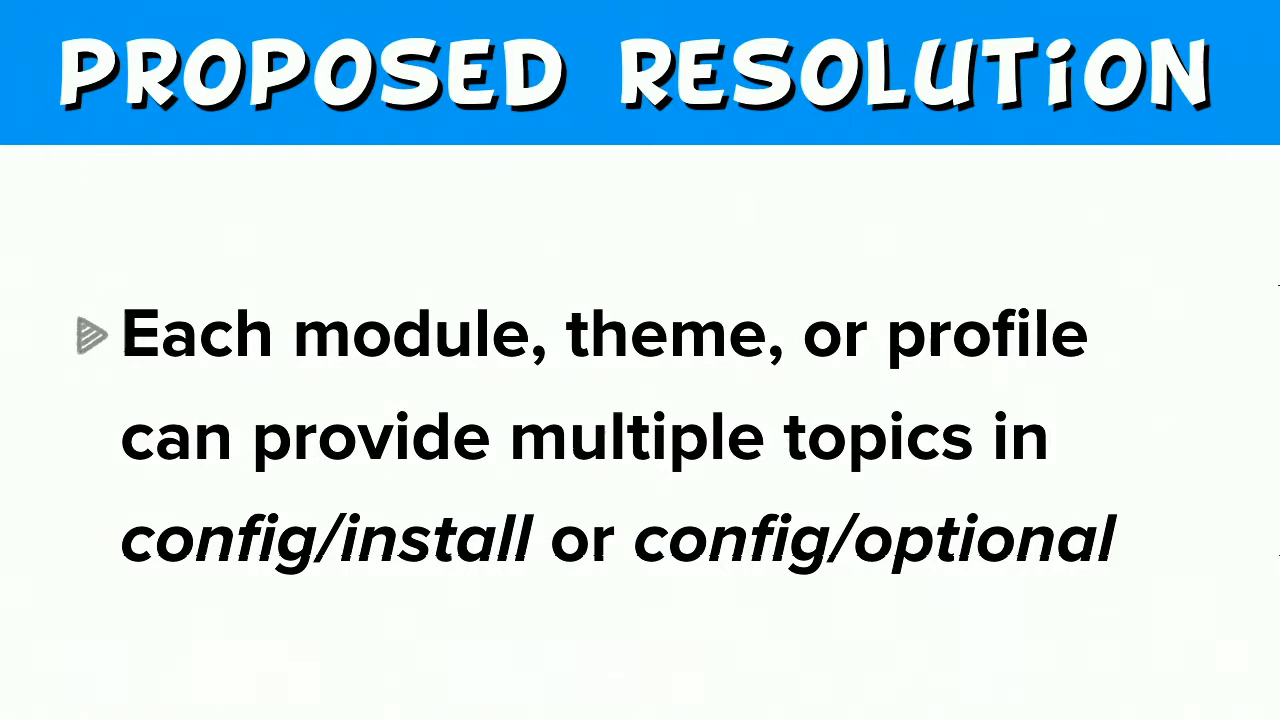 PROPOSED RESOLUTION
Each module, theme, or profile
can provide multiple topics in
config/install or config/optional